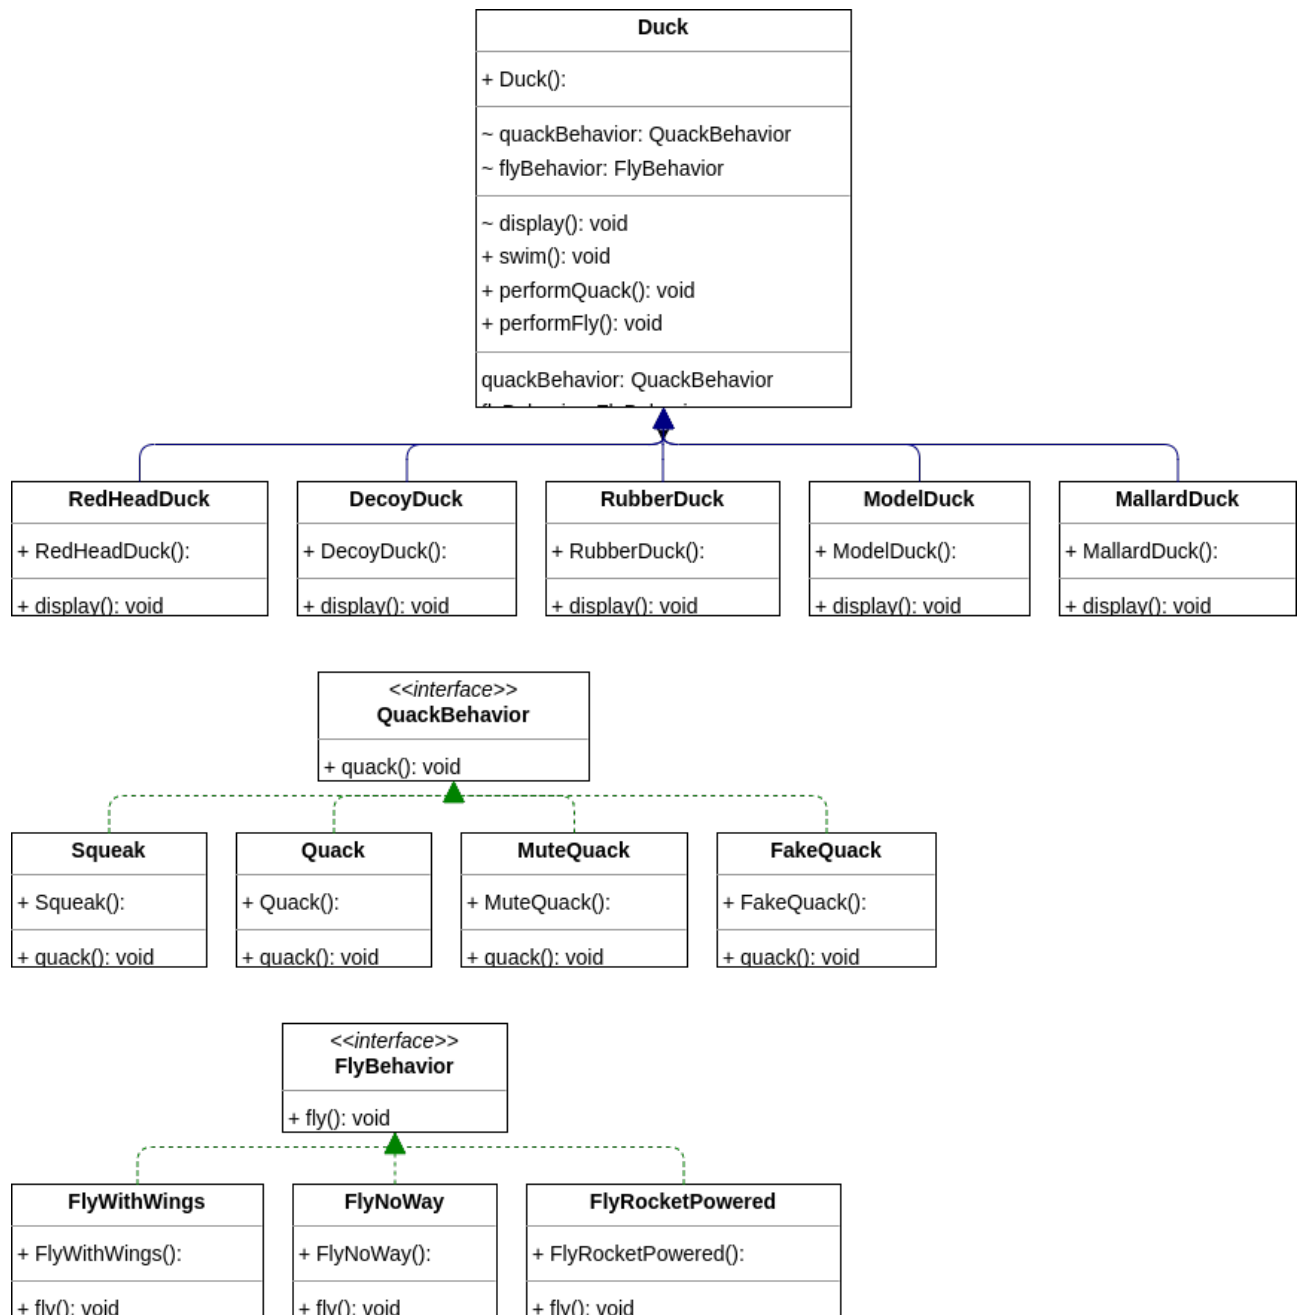 Duck
+ Duck():
~ quackBehavior: QuackBehavior
~ flyBehavior: FlyBehavior
~ display(): void
+ swim(): void
+ performQuack(): void
+ performFly(): void
quackBehavior: QuackBehavior
RedHeadDuck
+ RedHeadDuck():
+ display(): void
DecoyDuck
+ DecoyDuck():
+ display(): void
RubberDuck
+ RubberDuck():
+ display(): void
ModelDuck
+ ModelDuck():
+ display(): void
MallardDuck
+ MallardDuck():
+ display(): void
<<interface>>
QuackBehavior
+ quack(): void
Squeak
+ Squeak():
+ quack(): void
Quack
+ Quack():
+ quack(): void
MuteQuack
+ MuteQuack():
+ quack(): void
FakeQuack
+ FakeQuack():
+ quack(): void
<<interface>>
FlyBehavior
+ fly(): void
FlyWithWings
+ FlyWithWings():
+ fly(): void
FlyNoWay
+ FlyNoWay():
+ fly(): void
FlyRocketPowered
+ FlyRocketPowered():
+ fly(): void